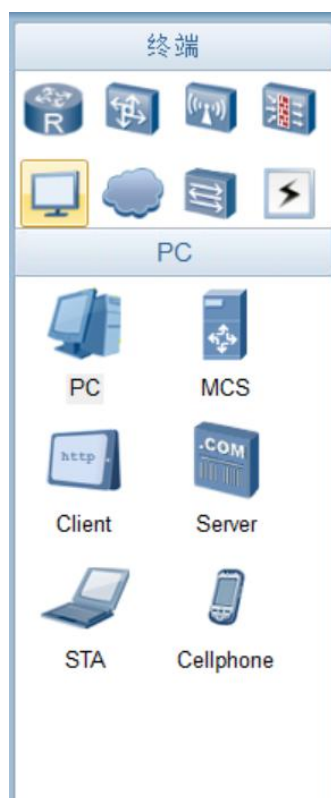 终端
R
PC
PC
MCS
http
.COM
Client
Server
STA
Cellphone